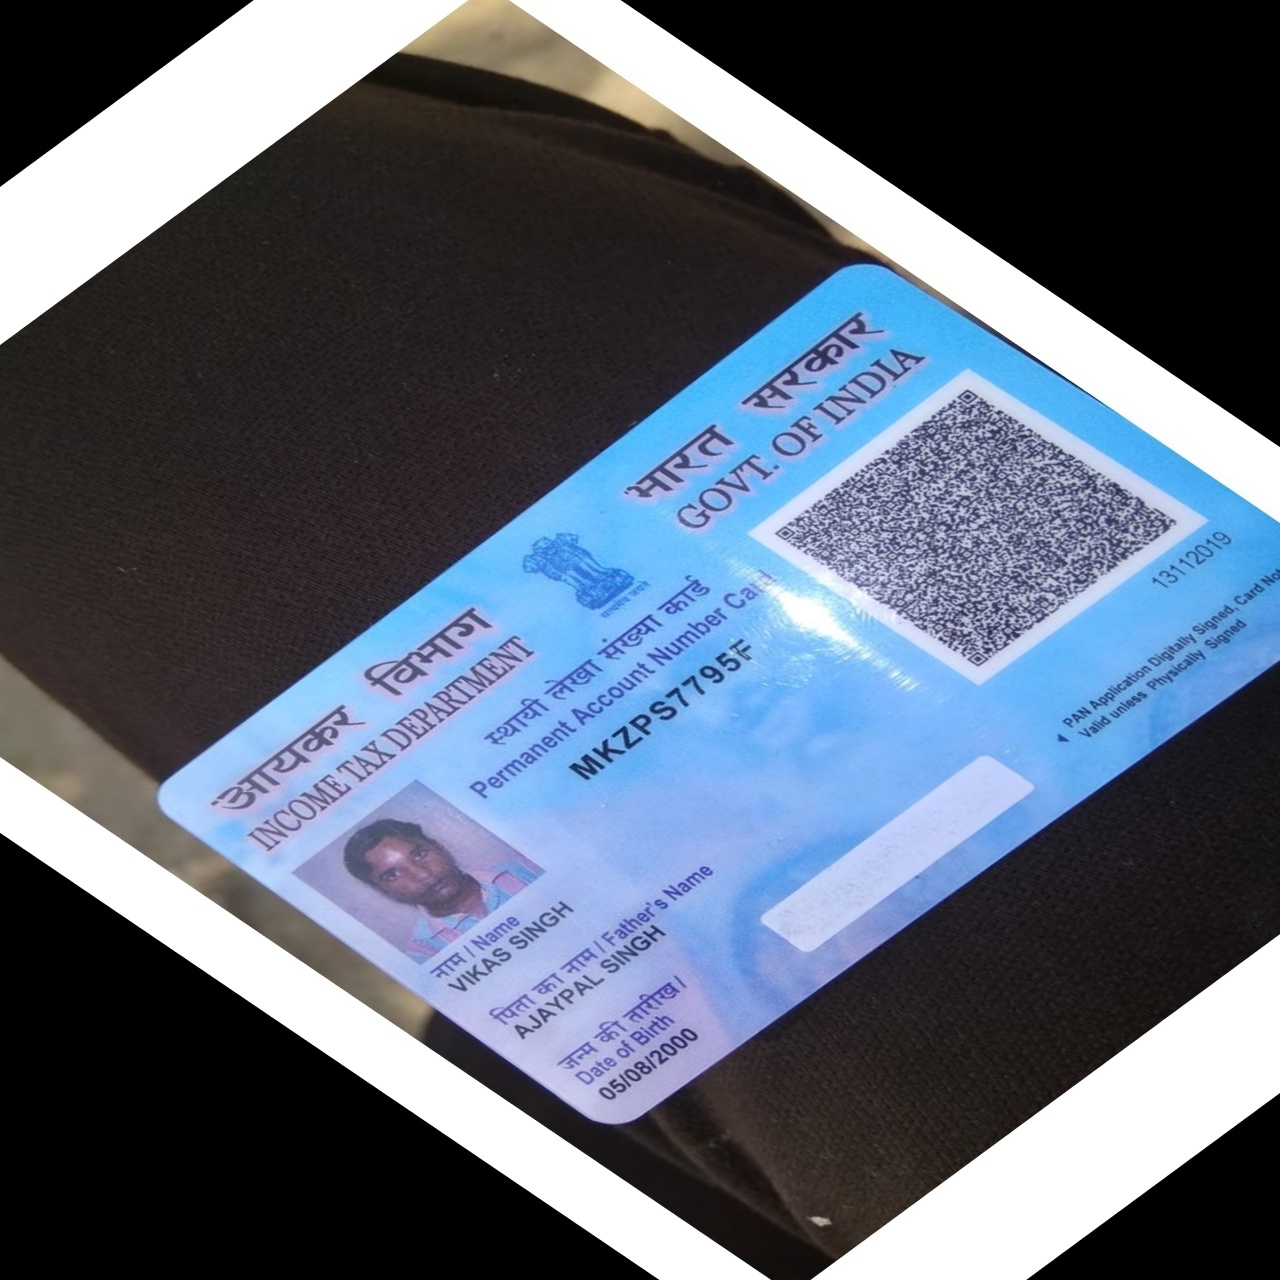 आयकर विभाग
INCOME TAX DEPARTMENT
सत्यमेव जयते
भारत सरकार
GOVT. OF INDIA
स्थायी लेखा संख्या कार्ड
Permanent Account Number Card
MKZPS7795F
नाम / Name
VIKAS SINGH
पिता का नाम / Father's Name
AJAYPAL SINGH
जन्म की तारीख /
Date of Birth
05/08/2000
13112019
PAN Application Digitally Signed, Card Not
Valid unless Physically Signed